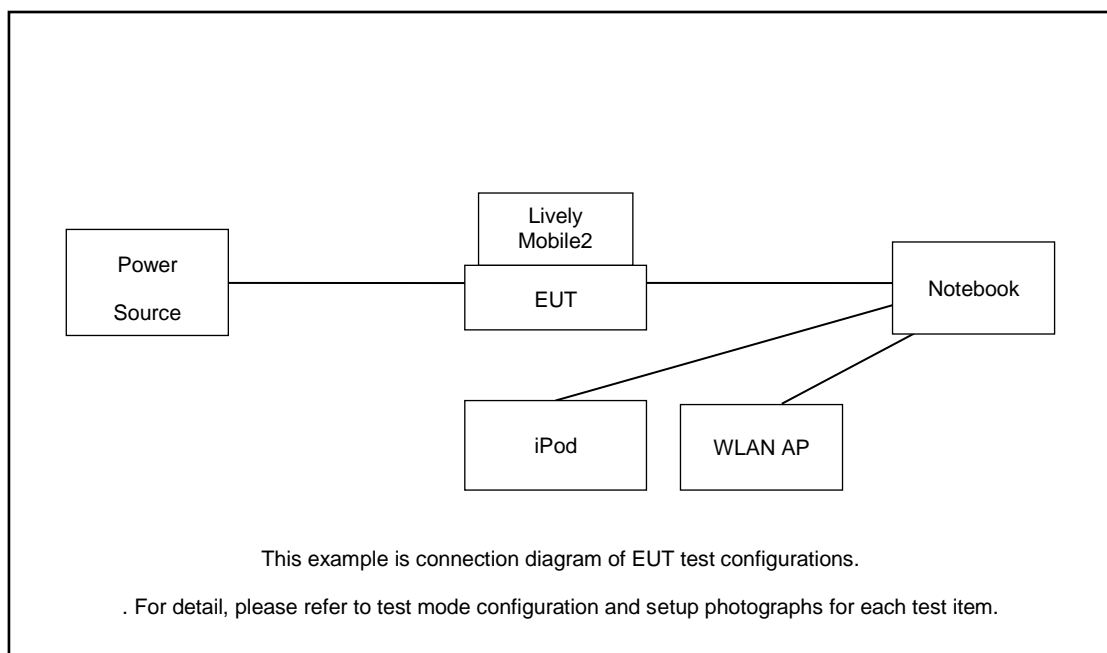 Lively
Mobile2
Power
Source
EUT
Notebook
iPod
WLAN AP
This example is connection diagram of EUT test configurations.
. For detail, please refer to test mode configuration and setup photographs for each test item.